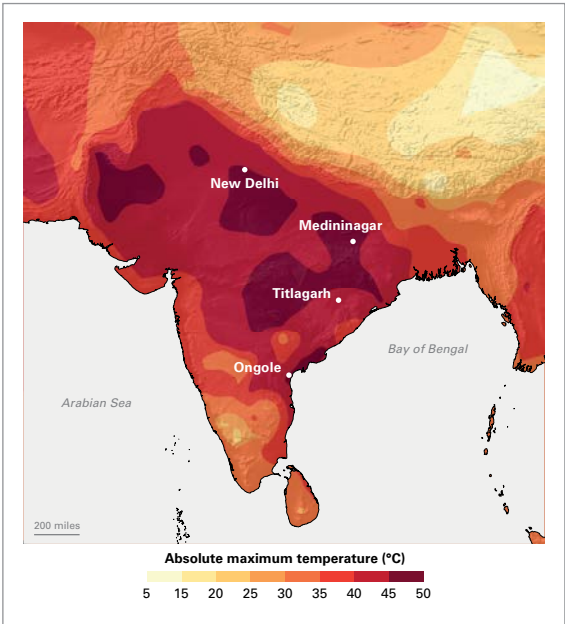 New Delhi
Medininagar
Titlagarh
Bay of Bengal
Ongole
Arabian Sea
200 miles
Absolute maximum temperature (°C)
5 15 20 25 30 35 40 45 50